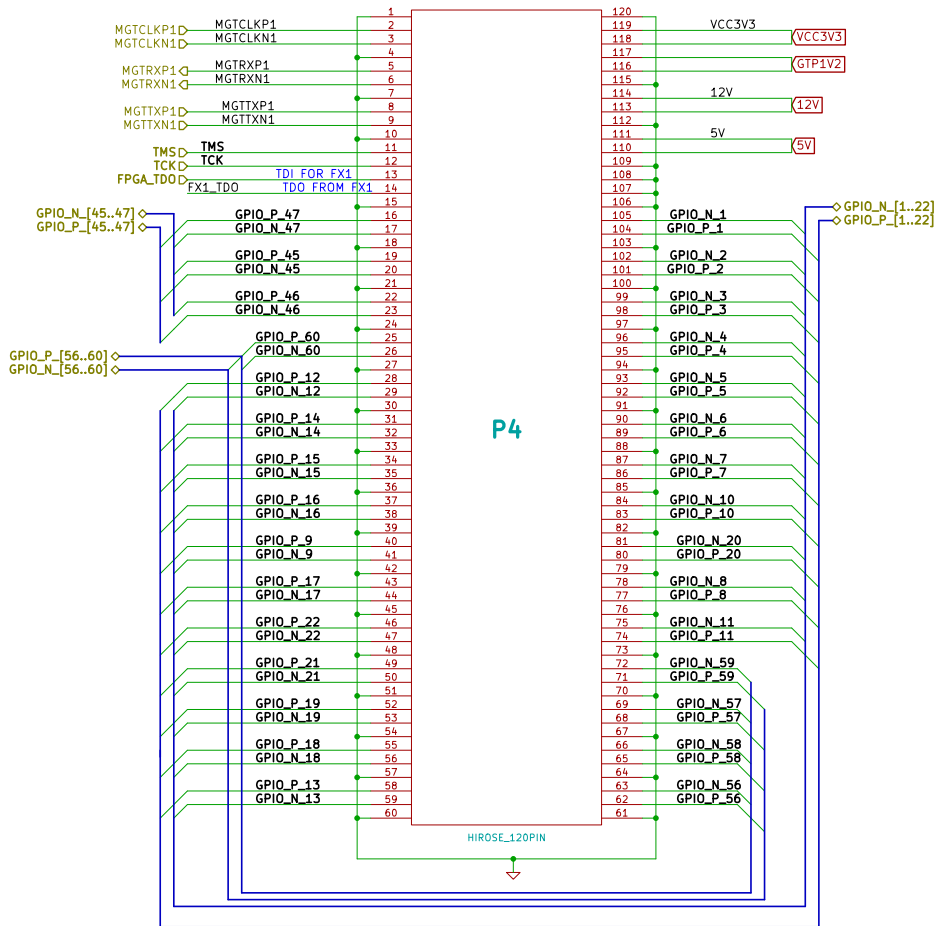 1 120
MGTCLKP1 MGTCLKP1 2 119 VCC3V3
MGTCLKN1 MGTCLKN1 3 118 VCC3V3
4 117
MGTRXP1 MGTRXP1 5 116 GTP1V2
MGTRXN1 MGTRXN1 6 115
7 114 12V
MGTTXP1 MGTTXP1 8 113 12V
MGTTXN1 MGTTXN1 9 112
10 111 5V
TMS TMS 11 110 5V
TCK TCK 12 109
FPGA_TDO TDI FOR FX1 13 108
FX1_TDO TDO FROM FX1 14 107
15 106 GPIO_N_[1..22]
GPIO_N_[45..47] GPIO_P_47 16 105 GPIO_N_1 GPIO_P_[1..22]
GPIO_P_[45..47] GPIO_N_47 17 104 GPIO_P_1
18 103
GPIO_P_45 19 102 GPIO_N_2
GPIO_N_45 20 101 GPIO_P_2
21 100
GPIO_P_46 22 99 GPIO_N_3
GPIO_N_46 23 98 GPIO_P_3
24 97
GPIO_P_60 25 96 GPIO_N_4
GPIO_P_[56..60] GPIO_N_60 26 95 GPIO_P_4
GPIO_N_[56..60] 27 94
GPIO_P_12 28 93 GPIO_N_5
GPIO_N_12 29 92 GPIO_P_5
30 91
GPIO_P_14 31 90 GPIO_N_6
GPIO_N_14 32 89 GPIO_P_6
P4
33 88
GPIO_P_15 34 87 GPIO_N_7
GPIO_N_15 35 86 GPIO_P_7
36 85
GPIO_P_16 37 84 GPIO_N_10
GPIO_N_16 38 83 GPIO_P_10
39 82
GPIO_P_9 40 81 GPIO_N_20
GPIO_N_9 41 80 GPIO_P_20
42 79
GPIO_P_17 43 78 GPIO_N_8
GPIO_N_17 44 77 GPIO_P_8
45 76
GPIO_P_22 46 75 GPIO_N_11
GPIO_N_22 47 74 GPIO_P_11
48 73
GPIO_P_21 49 72 GPIO_N_59
GPIO_N_21 50 71 GPIO_P_59
51 70
GPIO_P_19 52 69 GPIO_N_57
GPIO_N_19 53 68 GPIO_P_57
54 67
GPIO_P_18 55 66 GPIO_N_58
GPIO_N_18 56 65 GPIO_P_58
57 64
GPIO_P_13 58 63 GPIO_N_56
GPIO_N_13 59 62 GPIO_P_56
60 61
HIROSE_120PIN